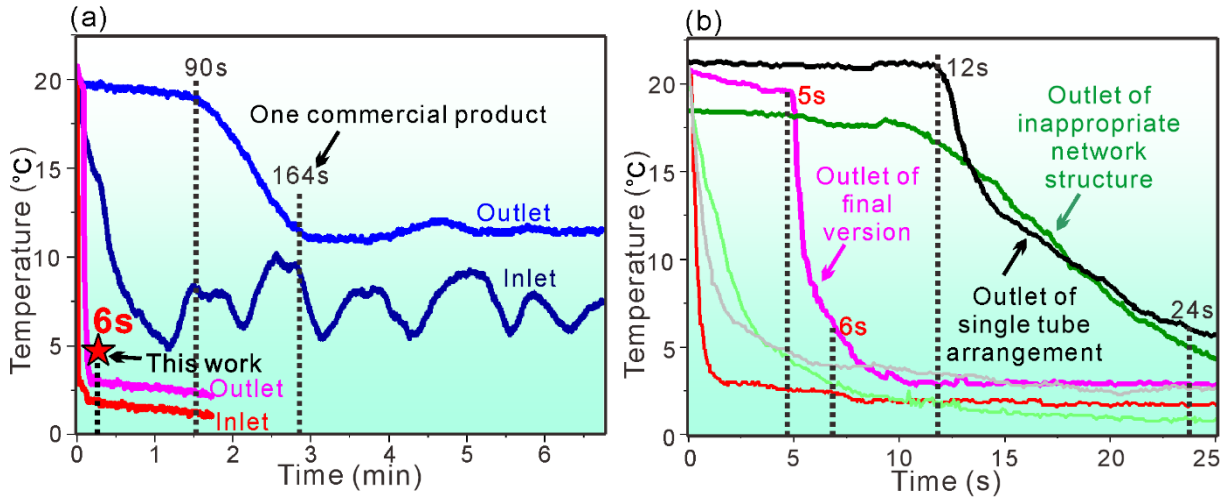 (a)
90s
One commercial product
164s
Outlet
Inlet
6s
This work
Outlet
Inlet
Temperature (℃)
20
15
10
5
0
0
1
2
3
4
5
6
Time (min)
(b)
12s
5s
Outlet of
inappropriate
network
structure
Outlet of
final
version
6s
Outlet of
single tube
arrangement
24s
Temperature (℃)
20
15
10
5
0
0
5
10
15
20
25
Time (s)